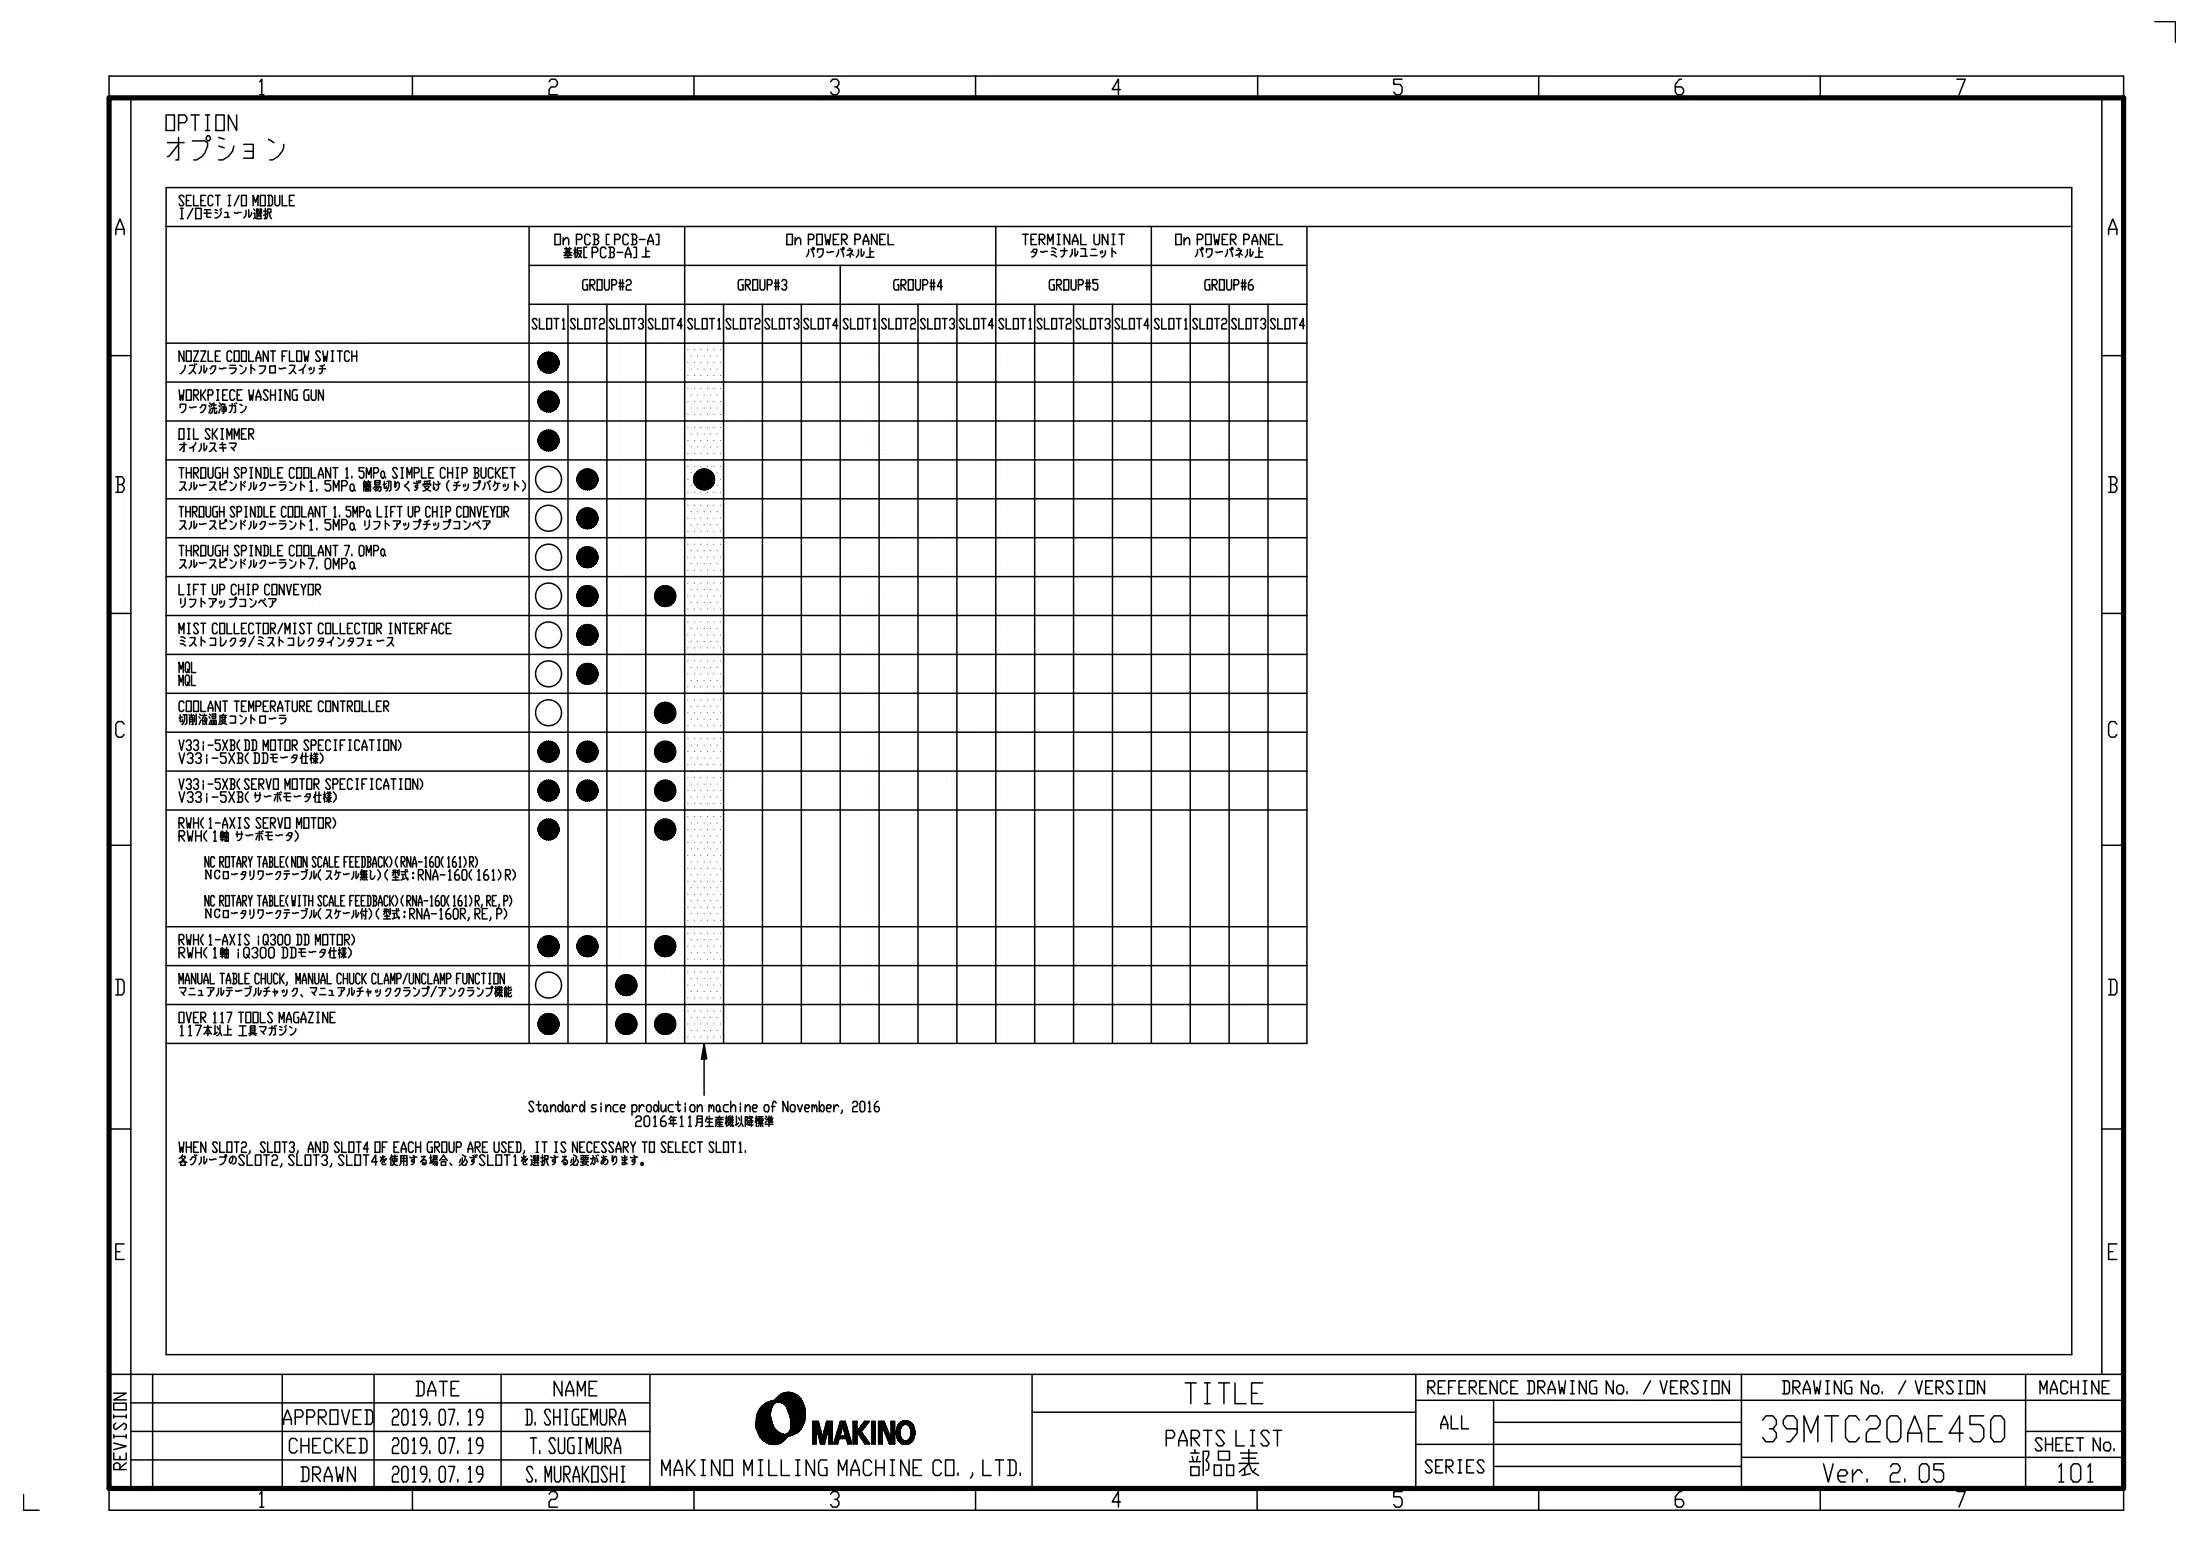 1 2 3 4 5 6 7
OPTION
オプション
SELECT I/O MODULE
I/Oモジュール選択
On PCB [PCB-A] On POWER PANEL TERMINAL UNIT On POWER PANEL
基板[PCB-A]上 パワーパネル上 ターミナルユニット パワーパネル上
GROUP#2 GROUP#3 GROUP#4 GROUP#5 GROUP#6
SLOT1 SLOT2 SLOT3 SLOT4 SLOT1 SLOT2 SLOT3 SLOT4 SLOT1 SLOT2 SLOT3 SLOT4 SLOT1 SLOT2 SLOT3 SLOT4 SLOT1 SLOT2 SLOT3 SLOT4
A A
NOZZLE COOLANT FLOW SWITCH
ノズルクーラントフロースイッチ
WORKPIECE WASHING GUN
ワーク洗浄ガン
OIL SKIMMER
オイルスキマ
THROUGH SPINDLE COOLANT 1.5MPa SIMPLE CHIP BUCKET
スルースピンドルクーラント1.5MPa 簡易切りくず受け(チップバケット)
B B
THROUGH SPINDLE COOLANT 1.5MPa LIFT UP CHIP CONVEYOR
スルースピンドルクーラント1.5MPa リフトアップチップコンベア
THROUGH SPINDLE COOLANT 7.0MPa
スルースピンドルクーラント7.0MPa
LIFT UP CHIP CONVEYOR
リフトアップコンベア
MIST COLLECTOR/MIST COLLECTOR INTERFACE
ミストコレクタ/ミストコレクタインタフェース
MQL
MQL
COOLANT TEMPERATURE CONTROLLER
切削液温度コントローラ
C C
V33i-5XB(DD MOTOR SPECIFICATION)
V33i-5XB(DDモータ仕様)
V33i-5XB(SERVO MOTOR SPECIFICATION)
V33i-5XB(サーボモータ仕様)
RWH(1-AXIS SERVO MOTOR)
RWH(1軸 サーボモータ)
NC ROTARY TABLE(NON SCALE FEEDBACK)(RNA-160(161)R)
NCロータリワークテーブル(スケール無し)(型式:RNA-160(161)R)
NC ROTARY TABLE(WITH SCALE FEEDBACK)(RNA-160(161)R,RE,P)
NCロータリワークテーブル(スケール付)(型式:RNA-160R,RE,P)
RWH(1-AXIS iQ300 DD MOTOR)
RWH(1軸 iQ300 DDモータ仕様)
MANUAL TABLE CHUCK, MANUAL CHUCK CLAMP/UNCLAMP FUNCTION
マニュアルテーブルチャック、マニュアルチャッククランプ/アンクランプ機能
D D
OVER 117 TOOLS MAGAZINE
117本以上 工具マガジン
Standard since production machine of November, 2016
2016年11月生産機以降標準
WHEN SLOT2, SLOT3, AND SLOT4 OF EACH GROUP ARE USED, IT IS NECESSARY TO SELECT SLOT1.
各グループのSLOT2,SLOT3,SLOT4を使用する場合、必ずSLOT1を選択する必要があります。
E E
REVISION
DATE NAME
APPROVED 2019.07.19 D. SHIGEMURA
CHECKED 2019.07.19 T. SUGIMURA
DRAWN 2019.07.19 S. MURAKOSHI
MAKINO
MAKINO MILLING MACHINE CO.,LTD.
TITLE
PARTS LIST
部品表
REFERENCE DRAWING No. / VERSION
ALL
SERIES
DRAWING No. / VERSION
39MTC20AE450
Ver. 2.05
MACHINE
SHEET No.
101
1 2 3 4 5 6 7